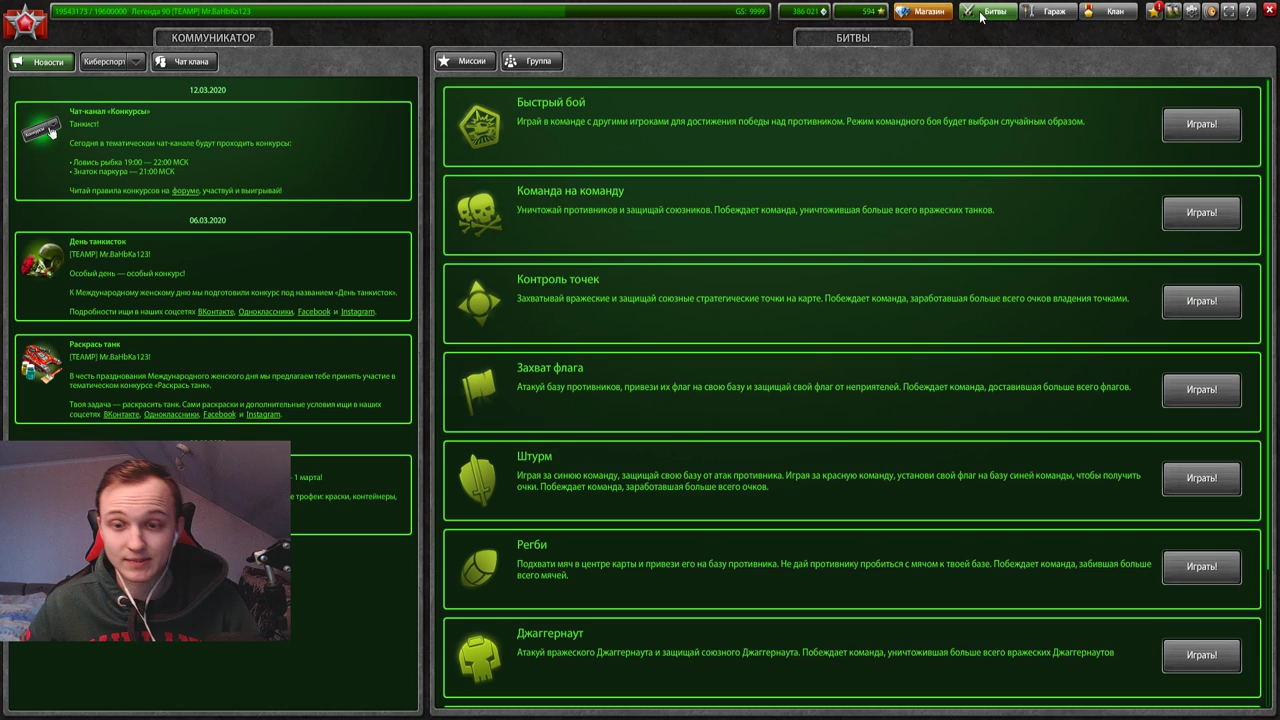 19543173 / 19600000 Легенда 90 [TEAMP] Mr.BaHbKa123
GS: 9999
386 021
594
Магазин
Битвы
Гараж
Клан
?
КОММУНИКАТОР
БИТВЫ
Новости
Киберспорт
Чат клана
Миссии
Группа
12.03.2020
Конкурсы
Чат-канал «Конкурсы»
Танкист!
Сегодня в тематическом чат-канале будут проходить конкурсы:
• Ловись рыбка 19:00 — 22:00 МСК
• Знаток паркура — 21:00 МСК
Читай правила конкурсов на форуме, участвуй и выигрывай!
06.03.2020
День танкисток
[TEAMP] Mr.BaHbKa123!
Особый день — особый конкурс!
К Международному женскому дню мы подготовили конкурс под названием «День танкисток».
Подробности ищи в наших соцсетях ВКонтакте, Одноклассники, Facebook и Instagram.
Раскрась танк
[TEAMP] Mr.BaHbKa123!
В честь празднования Международного женского дня мы предлагаем тебе принять участие в
тематическом конкурсе «Раскрась танк».
Твоя задача — раскрасить танк. Сами раскраски и дополнительные условия ищи в наших
соцсетях ВКонтакте, Одноклассники, Facebook и Instagram.
- 1 марта!
е трофеи: краски, контейнеры,
Быстрый бой
Играй в команде с другими игроками для достижения победы над противником. Режим командного боя будет выбран случайным образом.
Играть!
Команда на команду
Уничтожай противников и защищай союзников. Побеждает команда, уничтожившая больше всего вражеских танков.
Играть!
Контроль точек
Захватывай вражеские и защищай союзные стратегические точки на карте. Побеждает команда, заработавшая больше всего очков владения точками.
Играть!
Захват флага
Атакуй базу противников, привези их флаг на свою базу и защищай свой флаг от неприятелей. Побеждает команда, доставившая больше всего флагов.
Играть!
Штурм
Играя за синюю команду, защищай свою базу от атак противника. Играя за красную команду, установи свой флаг на базу синей команды, чтобы получить
очки. Побеждает команда, заработавшая больше всего очков.
Играть!
Регби
Подхвати мяч в центре карты и привези его на базу противника. Не дай противнику пробиться с мячом к твоей базе. Побеждает команда, забившая больше
всего мячей.
Играть!
Джаггернаут
Атакуй вражеского Джаггернаута и защищай союзного Джаггернаута. Побеждает команда, уничтожившая больше всего вражеских Джаггернаутов
Играть!